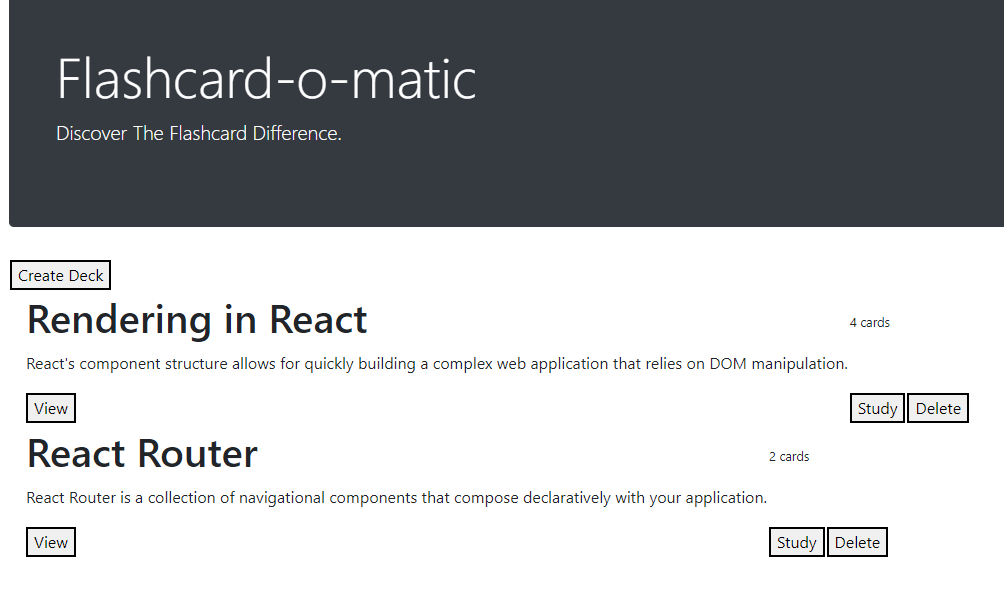 Flashcard-o-matic
Discover The Flashcard Difference.
Create Deck
Rendering in React
4 cards
React's component structure allows for quickly building a complex web application that relies on DOM manipulation.
View
Study
Delete
React Router
2 cards
React Router is a collection of navigational components that compose declaratively with your application.
View
Study
Delete